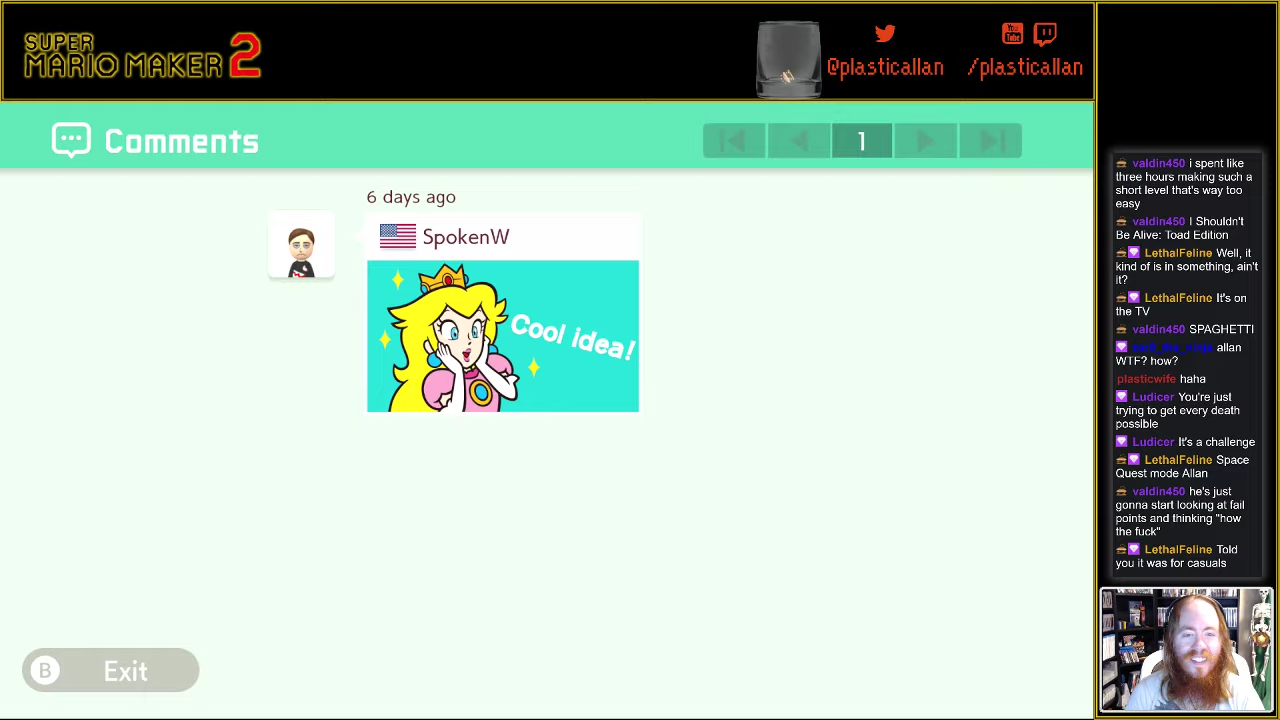 SUPER
MARIO MAKER 2
@plasticallan
/plasticallan
Comments
1
6 days ago
SpokenW
Cool idea!
B Exit
valdin450 i spent like
three hours making such a
short level that's way too
easy
valdin450 I Shouldn't
Be Alive: Toad Edition
LethalFeline Well, it
kind of is in something, ain't
it?
LethalFeline It's on
the TV
valdin450 SPAGHETTI
allan
WTF? how?
plasticwife haha
Ludicer You're just
trying to get every death
possible
Ludicer It's a challenge
LethalFeline Space
Quest mode Allan
valdin450 he's just
gonna start looking at fail
points and thinking "how
the fuck"
LethalFeline Told
you it was for casuals